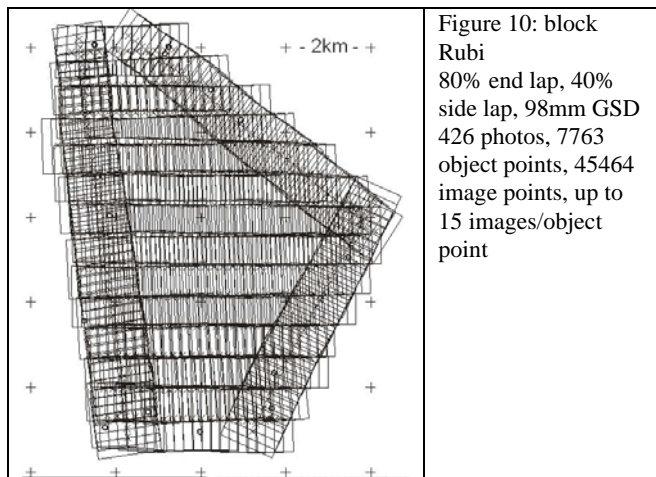 - 2km -
Figure 10: block
Rubi
80% end lap, 40%
side lap, 98mm GSD
426 photos, 7763
object points, 45464
image points, up to
15 images/object
point